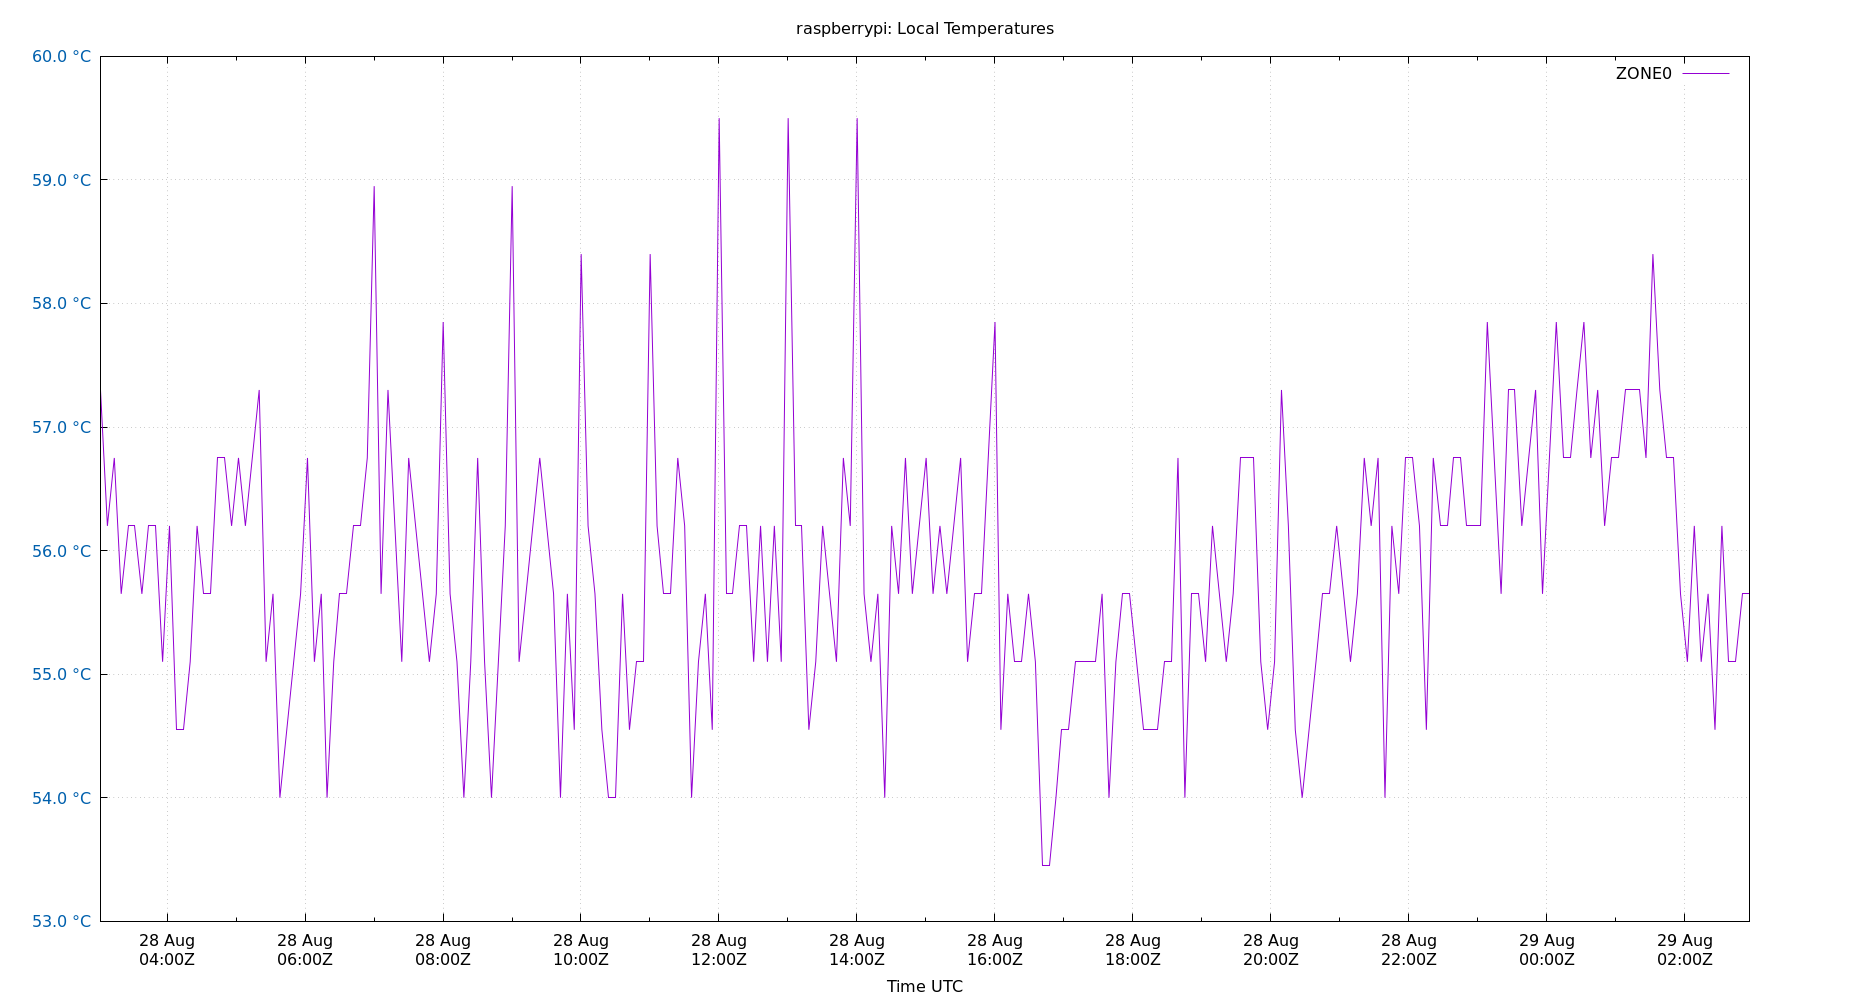 raspberrypi: Local Temperatures
60.0 °C
59.0 °C
58.0 °C
57.0 °C
56.0 °C
55.0 °C
54.0 °C
53.0 °C
ZONE0
28 Aug 28 Aug 28 Aug 28 Aug 28 Aug 28 Aug 28 Aug 28 Aug 28 Aug 28 Aug 29 Aug 29 Aug
04:00Z 06:00Z 08:00Z 10:00Z 12:00Z 14:00Z 16:00Z 18:00Z 20:00Z 22:00Z 00:00Z 02:00Z
Time UTC